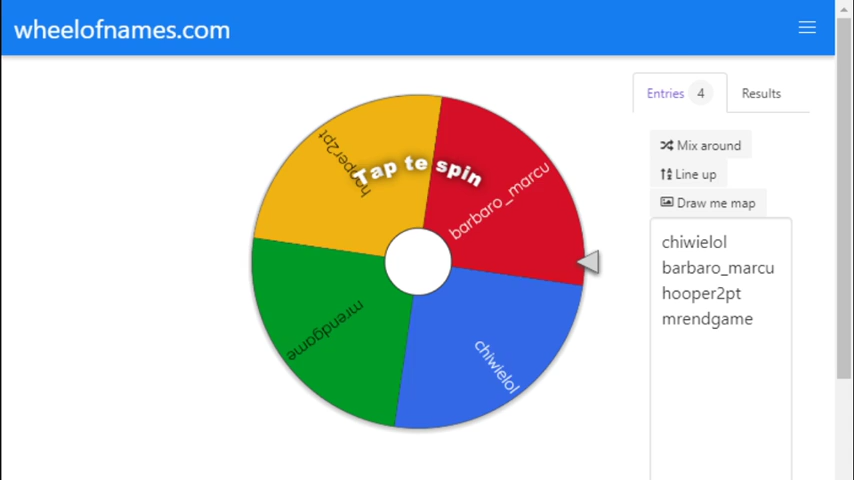 wheelofnames.com
Entries 4 Results
Mix around
Line up
Draw me map
Tap te spin
hooper2pt
barbaro_marcu
mrendgame
chiwielol
chiwielol
barbaro_marcu
hooper2pt
mrendgame